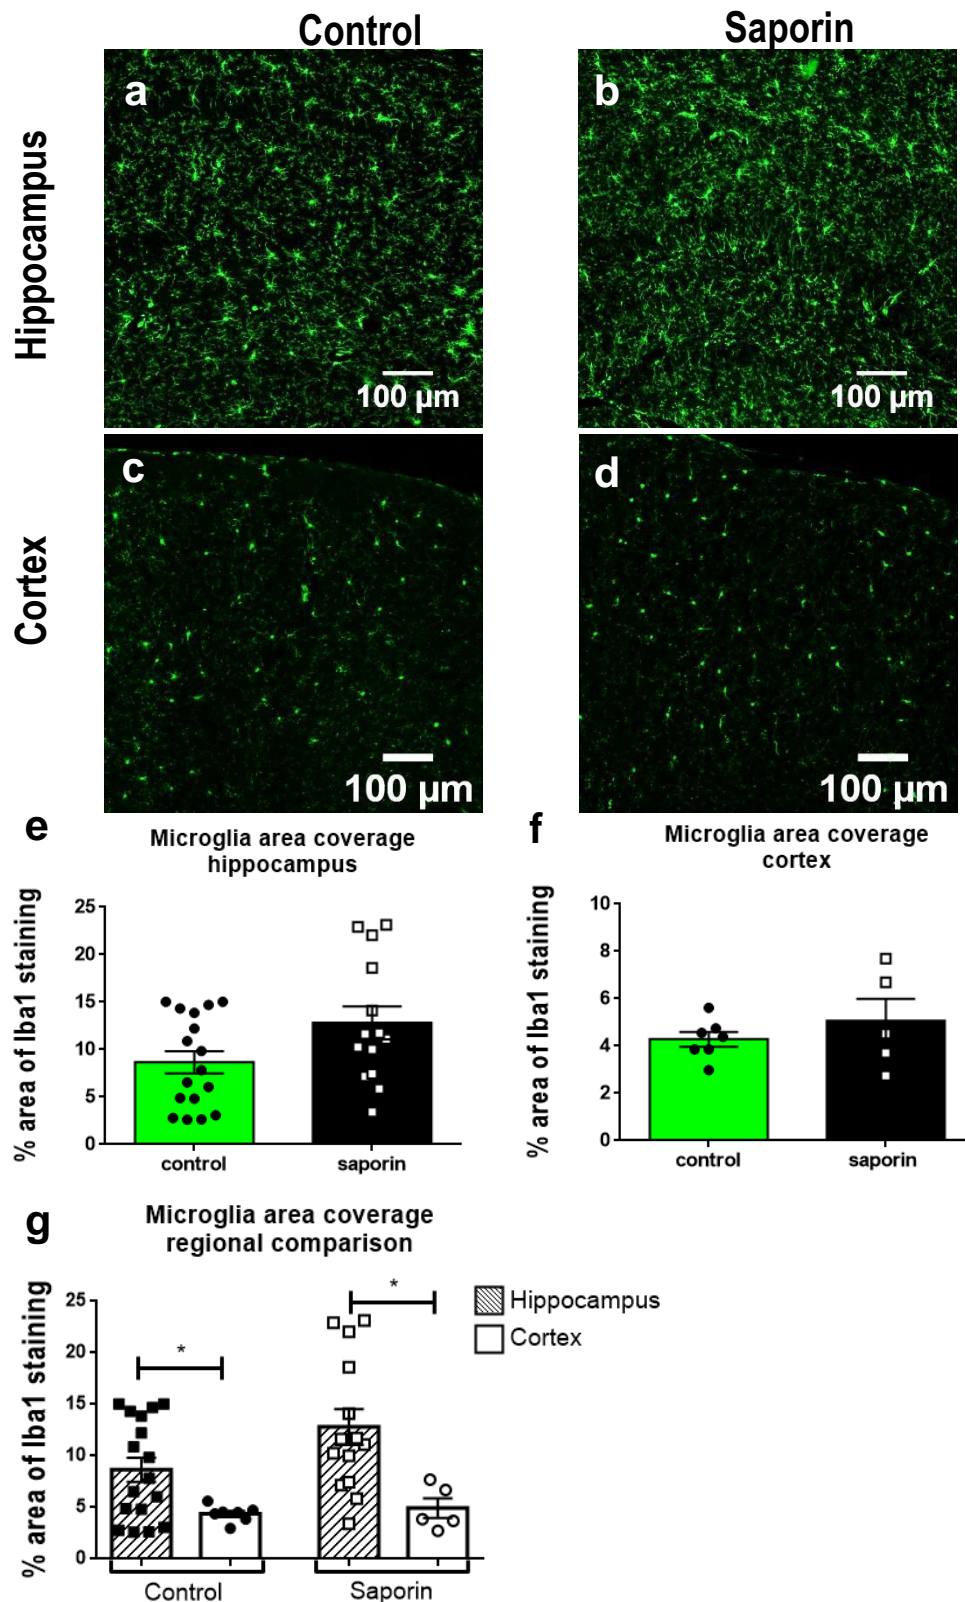 Control
Saporin
Hippocampus
a
100 µm
b
100 µm
Cortex
c
100 µm
d
100 µm
e
Microglia area coverage
hippocampus
% area of Iba1 staining
25
20
15
10
5
0
control
saporin
f
Microglia area coverage
cortex
% area of Iba1 staining
10
8
6
4
2
0
control
saporin
g
Microglia area coverage
regional comparison
% area of Iba1 staining
25
20
15
10
5
0
*
*
Hippocampus
Cortex
Control
Saporin